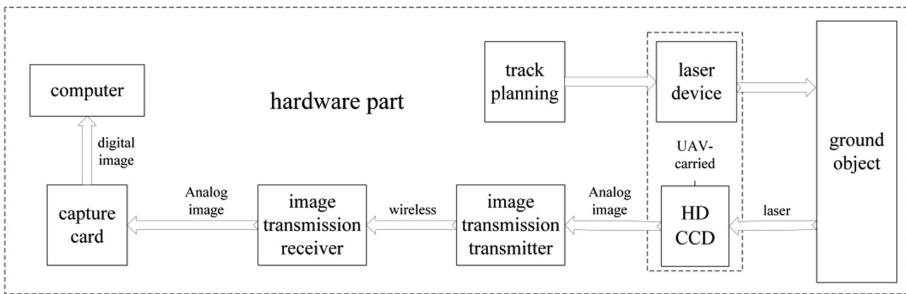 track
planning
laser
device
computer
hardware part
digital
image
UAV-
carried
ground
object
Analog
image
wireless
Analog
image
laser
capture
card
image
transmission
receiver
image
transmission
transmitter
HD
CCD